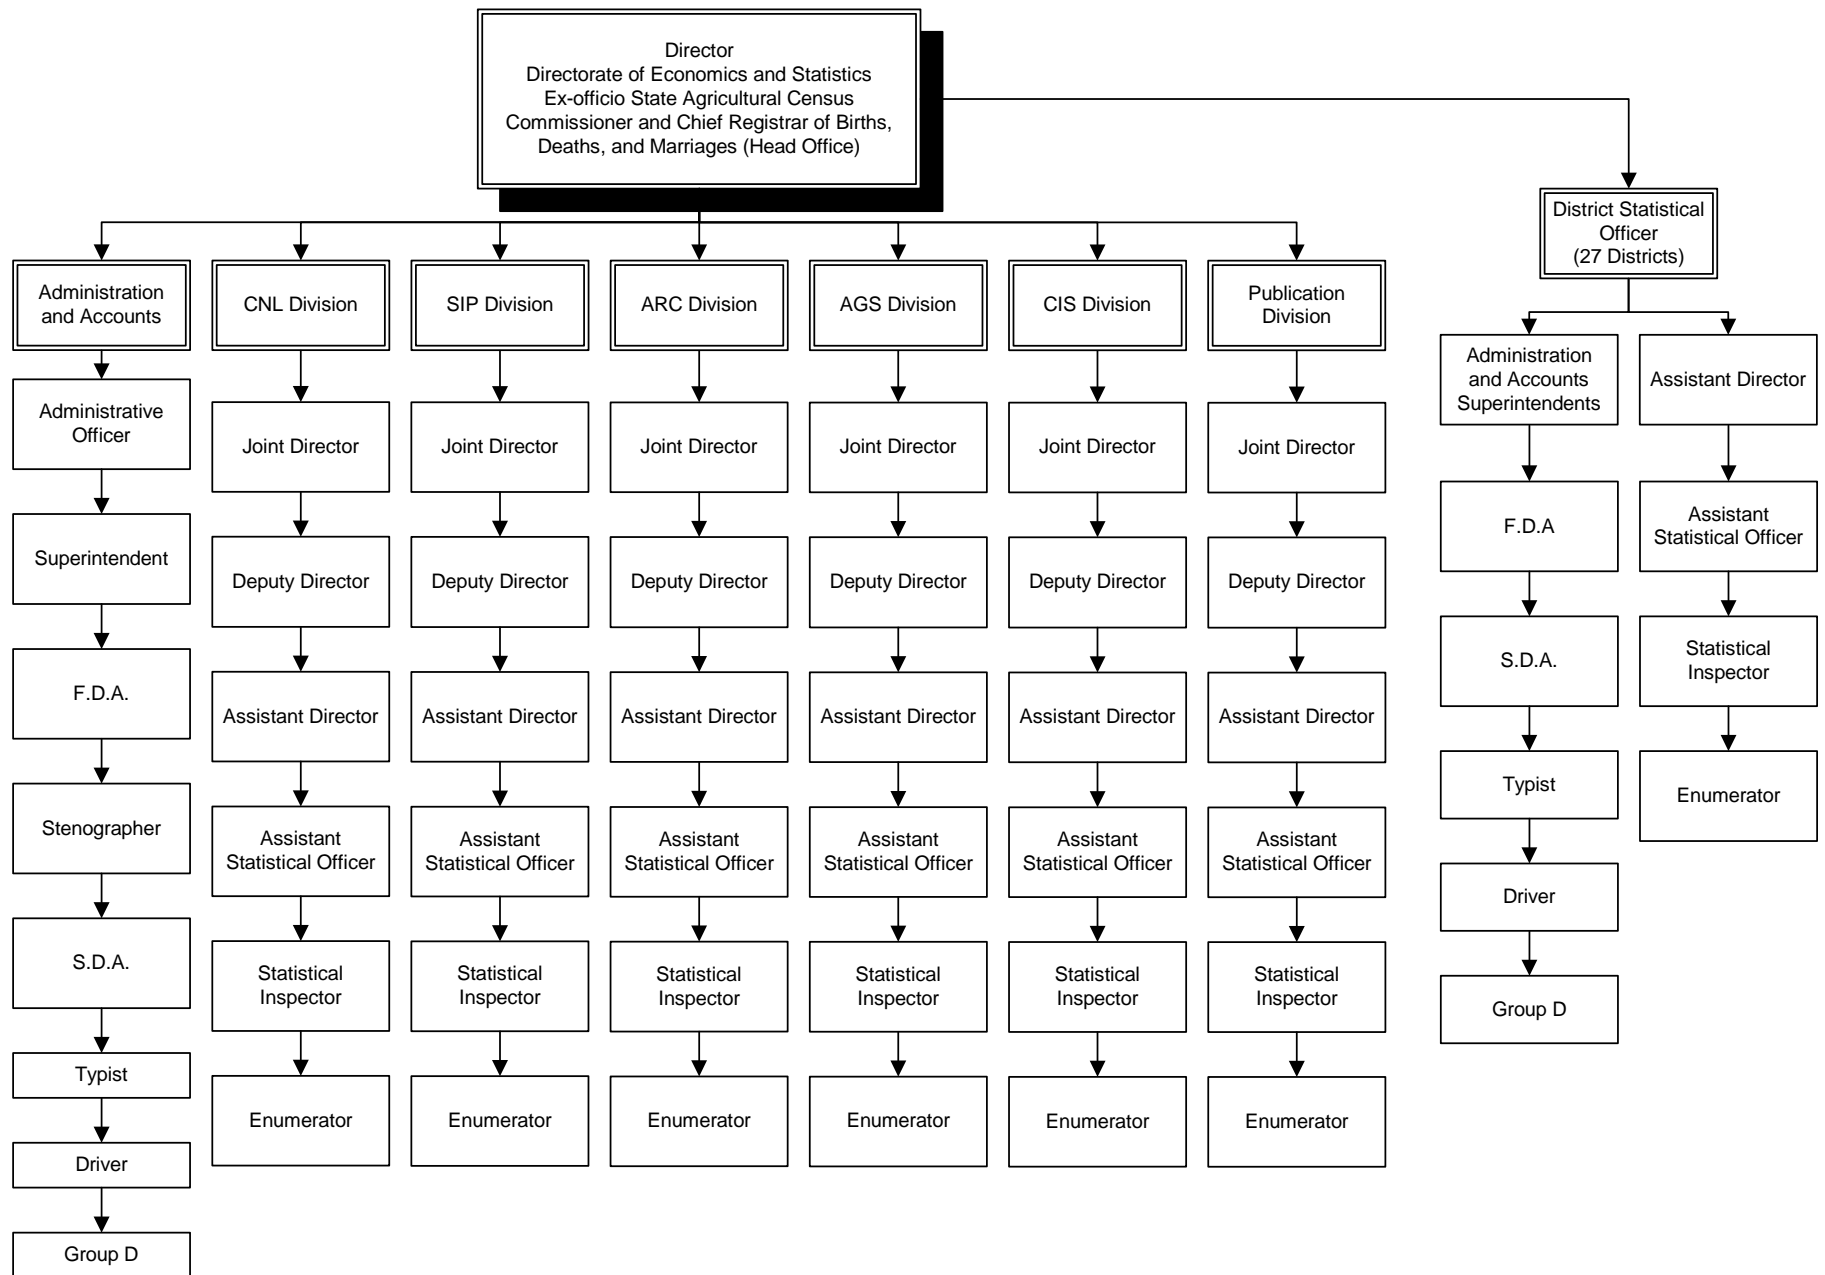 Director
Directorate of Economics and Statistics
Ex-officio State Agricultural Census
Commissioner and Chief Registrar of Births,
Deaths, and Marriages (Head Office)
District Statistical
Officer
(27 Districts)
Administration
and Accounts
CNL Division
SIP Division
ARC Division
AGS Division
CIS Division
Publication
Division
Administration
and Accounts
Superintendents
Assistant Director
Administrative
Officer
Joint Director
Joint Director
Joint Director
Joint Director
Joint Director
Joint Director
F.D.A
Assistant
Statistical Officer
Superintendent
Deputy Director
Deputy Director
Deputy Director
Deputy Director
Deputy Director
Deputy Director
S.D.A.
Statistical
Inspector
F.D.A.
Assistant Director
Assistant Director
Assistant Director
Assistant Director
Assistant Director
Assistant Director
Typist
Enumerator
Stenographer
Assistant
Statistical Officer
Assistant
Statistical Officer
Assistant
Statistical Officer
Assistant
Statistical Officer
Assistant
Statistical Officer
Assistant
Statistical Officer
Driver
S.D.A.
Statistical
Inspector
Statistical
Inspector
Statistical
Inspector
Statistical
Inspector
Statistical
Inspector
Statistical
Inspector
Group D
Typist
Enumerator
Enumerator
Enumerator
Enumerator
Enumerator
Enumerator
Driver
Group D